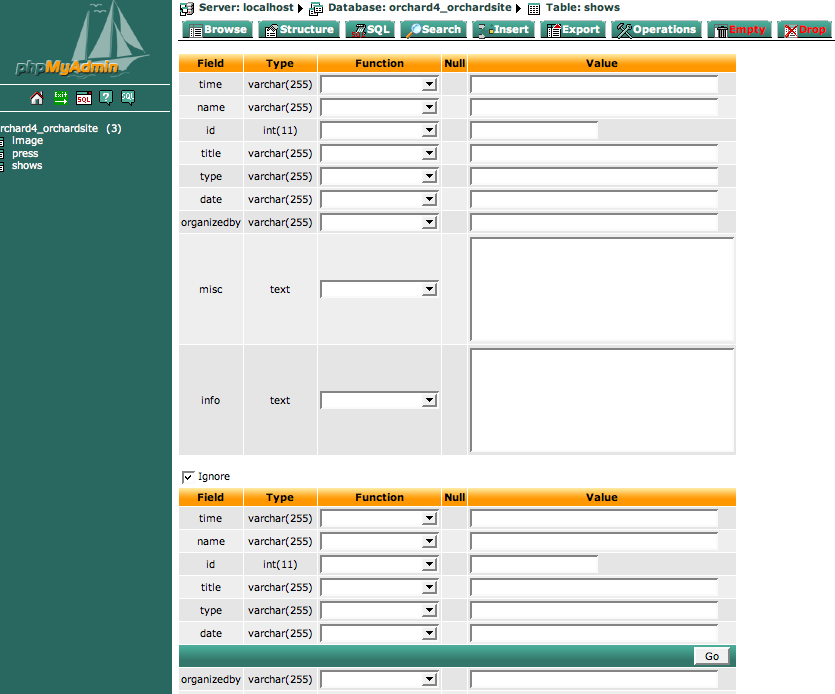 Server: localhost Database: orchard4_orchardsite Table: shows
Browse Structure SQL Search Insert Export Operations Empty Drop
phpMyAdmin
Exit SQL ? SQL
rchard4_orchardsite (3)
Image
press
shows
Field Type Function Null Value
time varchar(255)
name varchar(255)
id int(11)
title varchar(255)
type varchar(255)
date varchar(255)
organizedby varchar(255)
misc text
info text
Ignore
Field Type Function Null Value
time varchar(255)
name varchar(255)
id int(11)
title varchar(255)
type varchar(255)
date varchar(255)
Go
organizedby varchar(255)